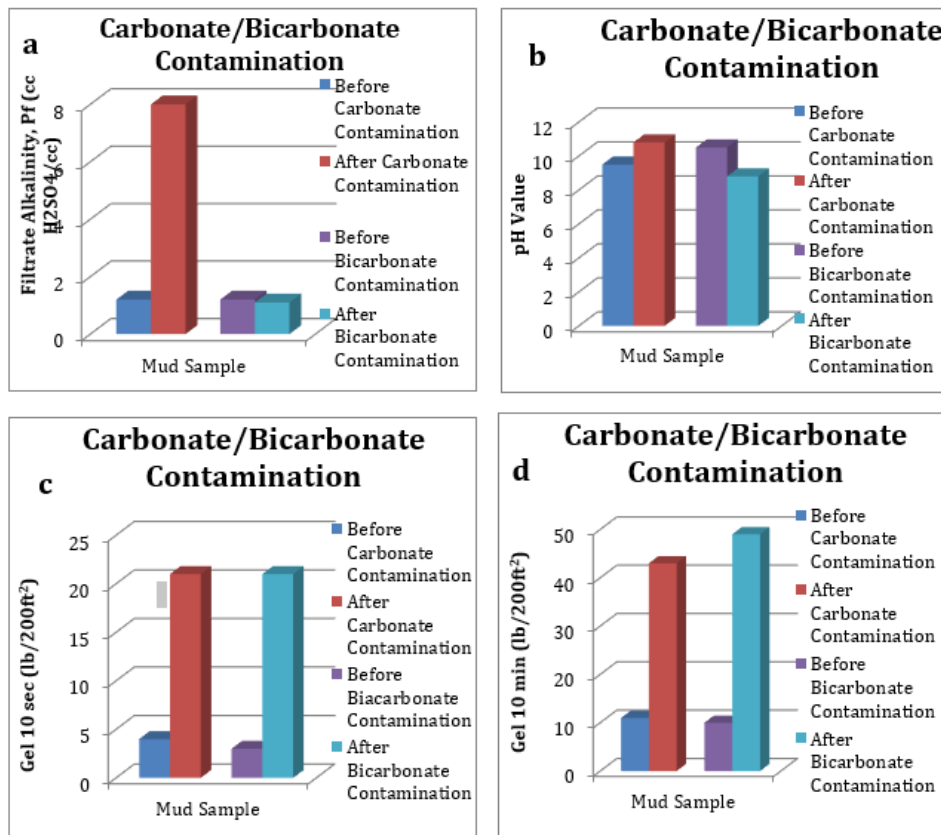 a
Carbonate/Bicarbonate
Contamination
Filtrate Alkalinity, Pf (cc
H2SO4/cc)
8
6
4
2
0
Mud Sample
Before
Carbonate
Contamination
After Carbonate
Contamination
Before
Bicarbonate
Contamination
After
Bicarbonate
Contamination
b
Carbonate/Bicarbonate
Contamination
pH Value
12
10
8
6
4
2
0
Mud Sample
Before
Carbonate
Contamination
After
Carbonate
Contamination
Before
Bicarbonate
Contamination
After
Bicarbonate
Contamination
Carbonate/Bicarbonate
Contamination
c
Gel 10 sec (lb/200ft²)
25
20
15
10
5
0
Mud Sample
Before
Carbonate
Contamination
After
Carbonate
Contamination
Before
Biacarbonate
Contamination
After
Bicarbonate
Contamination
Carbonate/Bicarbonate
Contamination
d
Gel 10 min (lb/200ft²)
50
40
30
20
10
0
Mud Sample
Before
Carbonate
Contamination
After
Carbonate
Contamination
Before
Bicarbonate
Contamination
After
Bicarbonate
Contamination